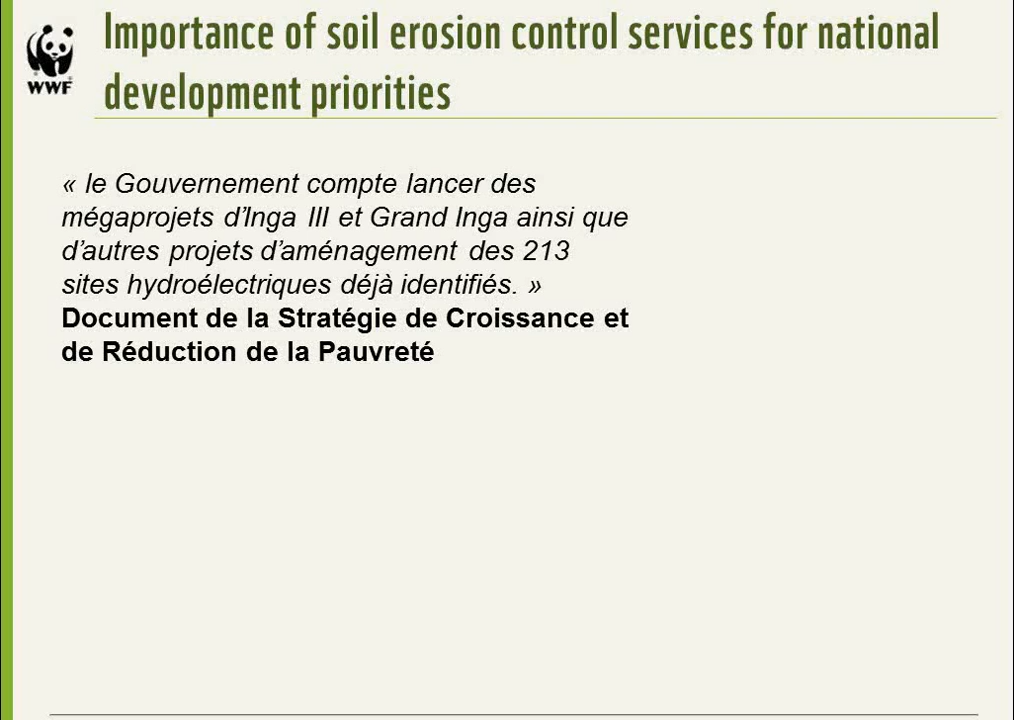 Importance of soil erosion control services for national
development priorities
WWF
« le Gouvernement compte lancer des
mégaprojets d’Inga III et Grand Inga ainsi que
d’autres projets d’aménagement des 213
sites hydroélectriques déjà identifiés. »
Document de la Stratégie de Croissance et
de Réduction de la Pauvreté